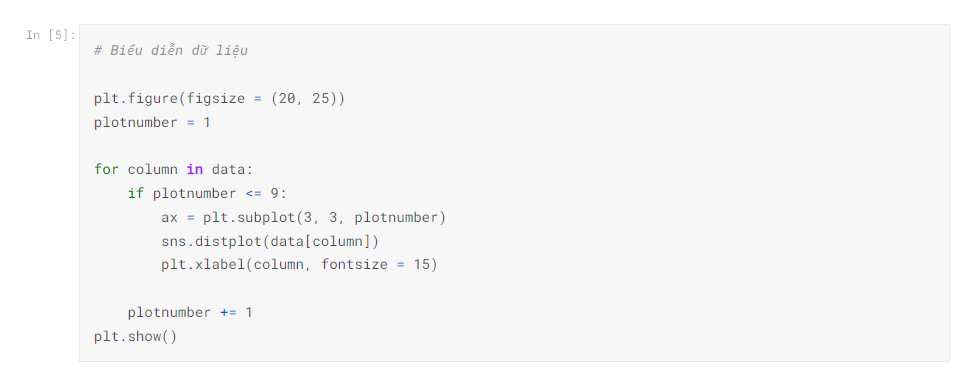 In [5]:
# Biểu diễn dữ liệu
plt.figure(figsize = (20, 25))
plotnumber = 1
for column in data:
    if plotnumber <= 9:
        ax = plt.subplot(3, 3, plotnumber)
        sns.distplot(data[column])
        plt.xlabel(column, fontsize = 15)
    plotnumber += 1
plt.show()